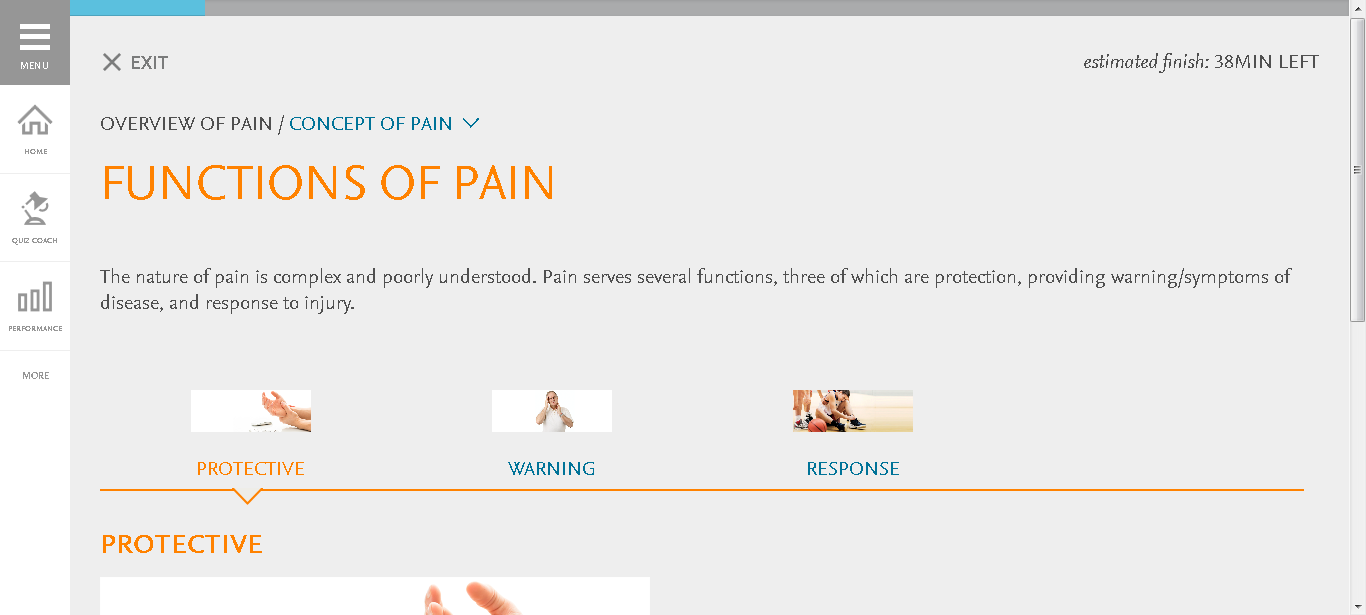 MENU
HOME
QUIZ COACH
PERFORMANCE
MORE
EXIT
estimated finish: 38MIN LEFT
OVERVIEW OF PAIN / CONCEPT OF PAIN
FUNCTIONS OF PAIN
The nature of pain is complex and poorly understood. Pain serves several functions, three of which are protection, providing warning/symptoms of
disease, and response to injury.
PROTECTIVE
WARNING
RESPONSE
PROTECTIVE